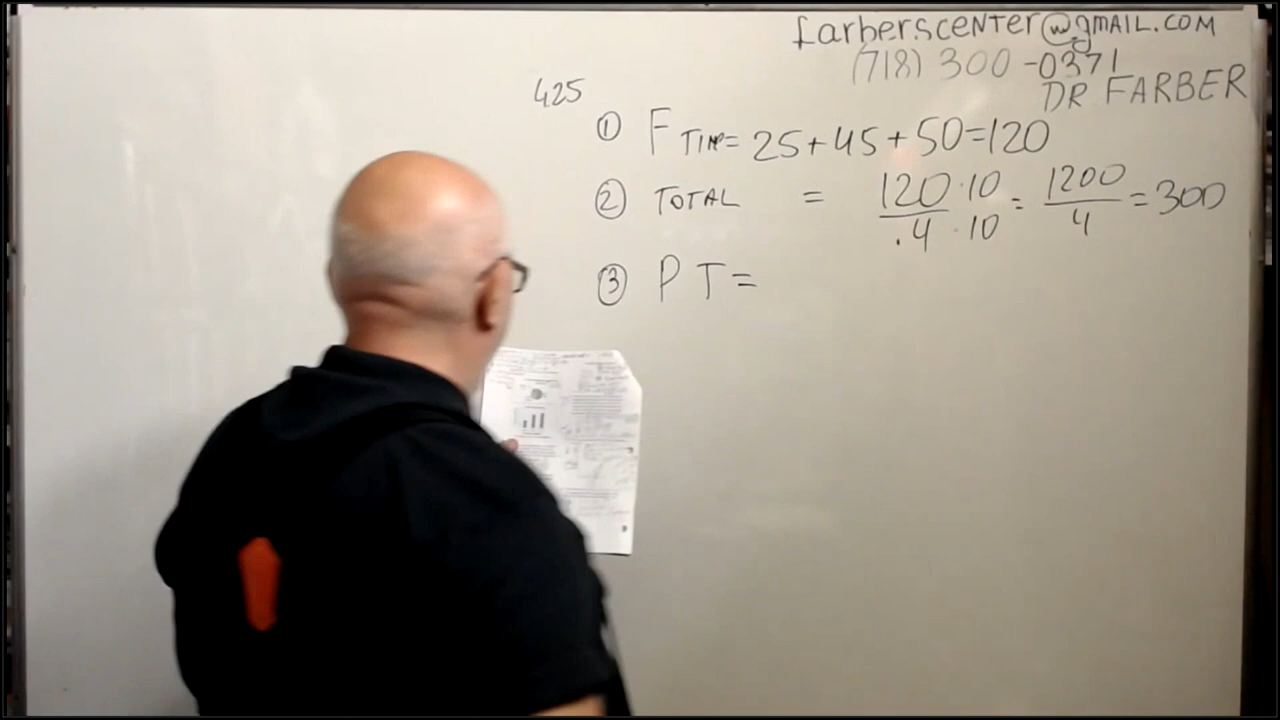 farberscenter@gmail.com
(718) 300-0371
DR FARBER
425
① F TIM= 25+45+50=120
② TOTAL = 120·10/.4·10 = 1200/4 = 300
③ P T=